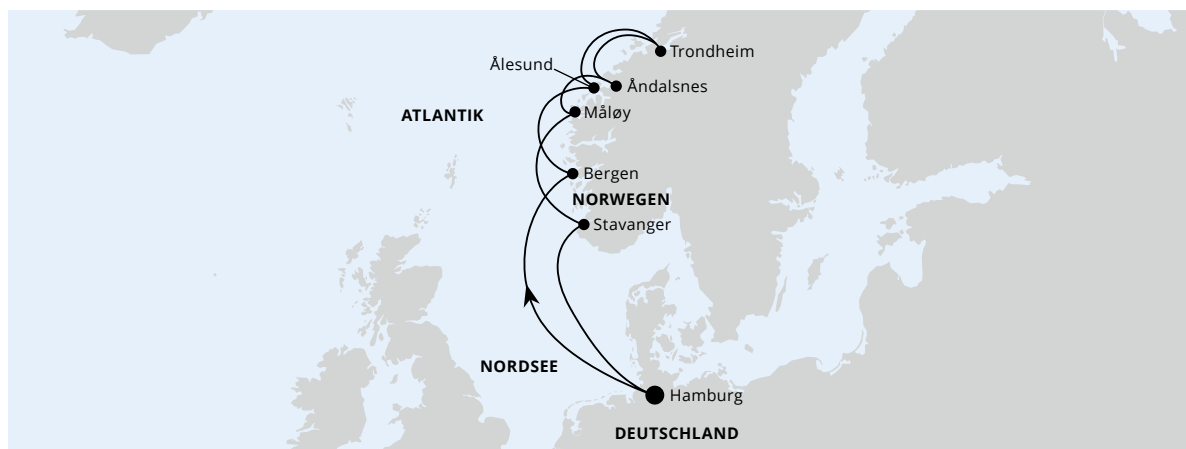 Trondheim
Ålesund
Åndalsnes
ATLANTIK
Måløy
Bergen
NORWEGEN
Stavanger
NORDSEE
Hamburg
DEUTSCHLAND